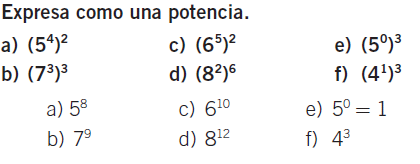 Expresa como una potencia.
a) (5⁴)² c) (6⁵)² e) (5⁰)³
b) (7³)³ d) (8²)⁶ f) (4¹)³
a) 5⁸ c) 6¹⁰ e) 5⁰ = 1
b) 7⁹ d) 8¹² f) 4³